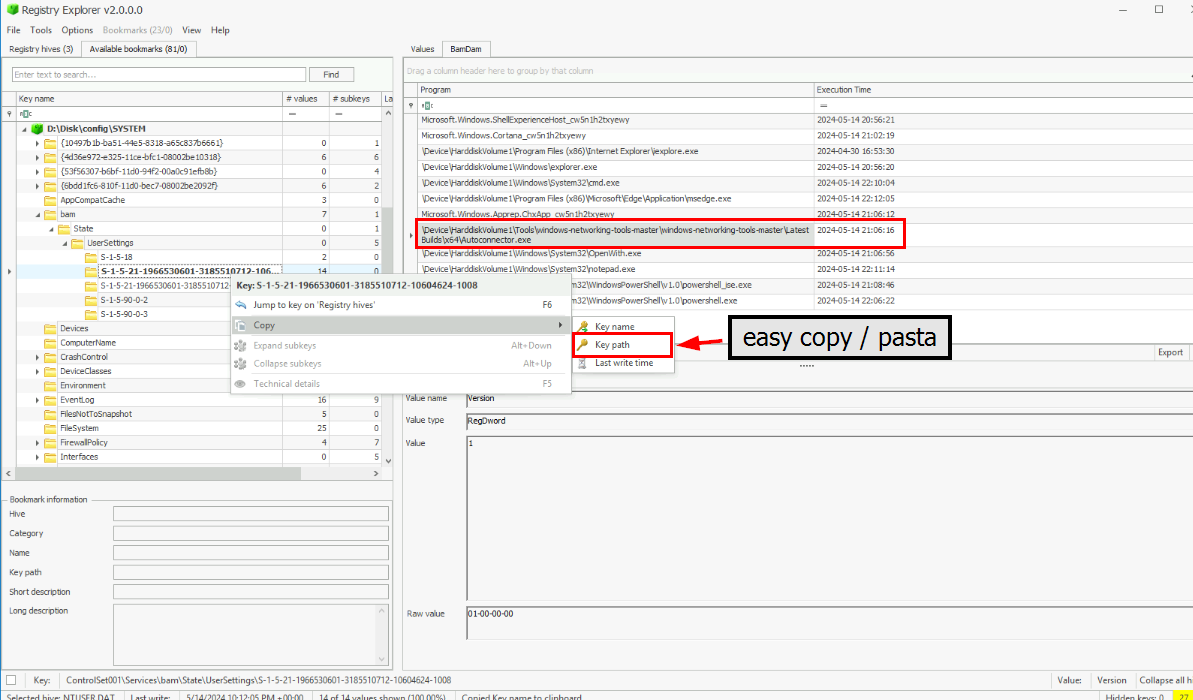 Registry Explorer v2.0.0.0
File Tools Options Bookmarks (23/0) View Help
Registry hives (3) Available bookmarks (81/0)
Enter text to search... Find
Key name # values # subkeys La
D:\Disk\config\SYSTEM
{10497b1b-ba51-44e5-8318-a65c837b6661} 0 1
{4d36e972-e325-11ce-bfc1-08002be10318} 6 6
{53f56307-b6bf-11d0-94f2-00a0c91efb8b} 0 4
{6bdd1fc6-810f-11d0-bec7-08002be2092f} 6 2
AppCompatCache 3 0
bam 7 1
State 0 1
UserSettings 0 5
S-1-5-18 2 0
S-1-5-21-1966530601-3185510712-106... 14 0
S-1-5-21-1966530601-3185510712
S-1-5-90-0-2
S-1-5-90-0-3
Devices
ComputerName
CrashControl
DeviceClasses
Environment
EventLog 16 9
FilesNotToSnapshot 5 0
FileSystem 25 0
FirewallPolicy 4 7
Interfaces 0 5
Key: S-1-5-21-1966530601-3185510712-10604624-1008
Jump to key on 'Registry hives' F6
Copy
Expand subkeys Alt+Down
Collapse subkeys Alt+Up
Technical details F5
Key name
Key path
Last write time
easy copy / pasta
Bookmark information
Hive
Category
Name
Key path
Short description
Long description
Values BamDam
Drag a column header here to group by that column
Program Execution Time
Microsoft.Windows.ShellExperienceHost_cw5n1h2txyewy 2024-05-14 20:56:21
Microsoft.Windows.Cortana_cw5n1h2txyewy 2024-05-14 21:02:19
\Device\HarddiskVolume1\Program Files (x86)\Internet Explorer\iexplore.exe 2024-04-30 16:53:30
\Device\HarddiskVolume1\Windows\explorer.exe 2024-05-14 20:56:20
\Device\HarddiskVolume1\Windows\System32\cmd.exe 2024-05-14 22:10:04
\Device\HarddiskVolume1\Program Files (x86)\Microsoft\Edge\Application\msedge.exe 2024-05-14 22:12:05
Microsoft.Windows.Apprep.ChxApp_cw5n1h2txyewy 2024-05-14 21:06:12
\Device\HarddiskVolume1\Tools\windows-networking-tools-master\windows-networking-tools-master\Latest 2024-05-14 21:06:16
Builds\x64\Autoconnector.exe
\Device\HarddiskVolume1\Windows\System32\OpenWith.exe 2024-05-14 21:06:56
\Device\HarddiskVolume1\Windows\System32\notepad.exe 2024-05-14 22:11:14
em32\WindowsPowerShell\v1.0\powershell_ise.exe 2024-05-14 21:08:46
em32\WindowsPowerShell\v1.0\powershell.exe 2024-05-14 22:06:22
Export
Value name Version
Value type RegDword
Value 1
Raw value 01-00-00-00
Key: ControlSet001\Services\bam\State\UserSettings\S-1-5-21-1966530601-3185510712-10604624-1008 Value: Version Collapse all h
Selected hive: NTUSER.DAT Last write: 5/14/2024 10:12:05 PM +00:00 14 of 14 values shown (100.00%) Copied Key name to clipboard Hidden keys: 0 27